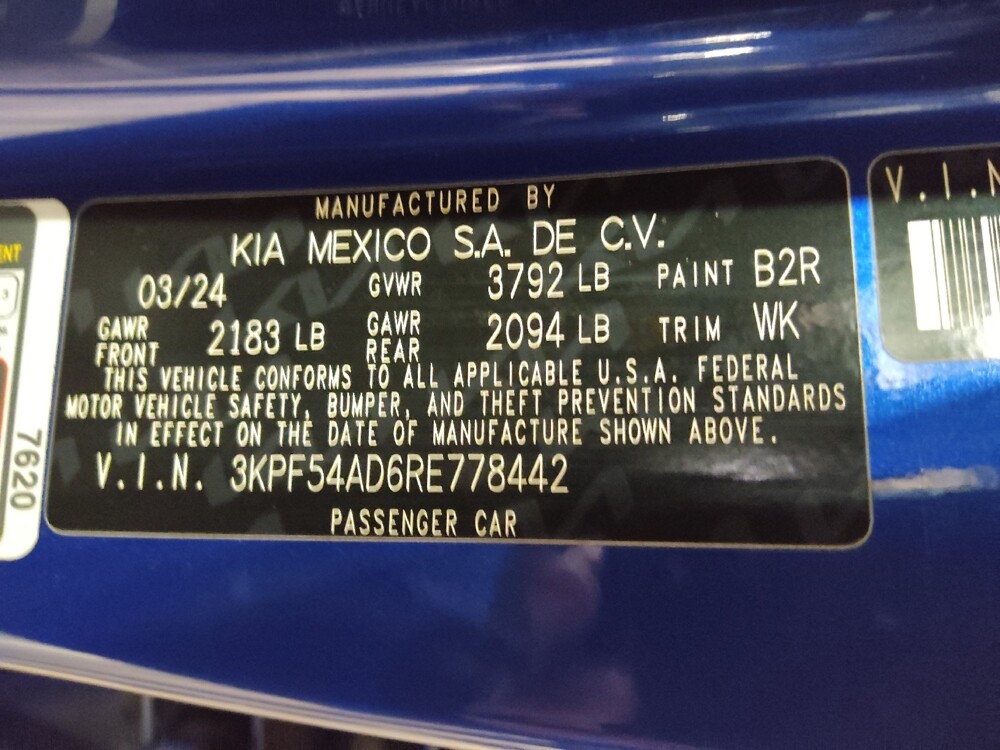 MANUFACTURED BY
KIA MEXICO S.A. DE C.V.
03/24 GVWR 3792 LB PAINT B2R
GAWR FRONT 2183 LB GAWR REAR 2094 LB TRIM WK
THIS VEHICLE CONFORMS TO ALL APPLICABLE U.S.A. FEDERAL
MOTOR VEHICLE SAFETY, BUMPER, AND THEFT PREVENTION STANDARDS
IN EFFECT ON THE DATE OF MANUFACTURE SHOWN ABOVE.
V.I.N. 3KPF54AD6RE778442
PASSENGER CAR
7620
V.I.N